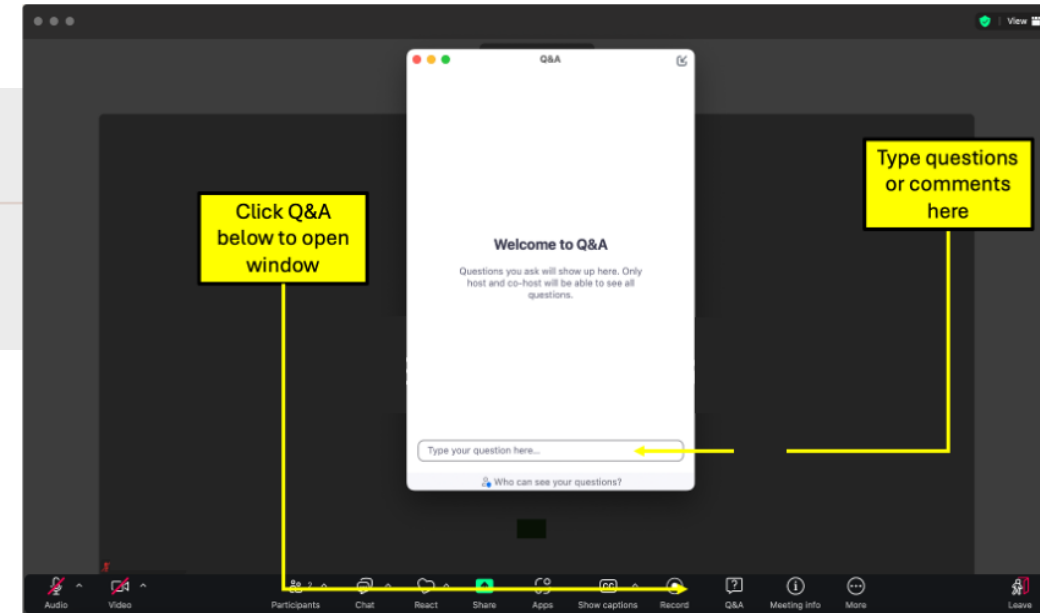 View
Q&A
Type questions
or comments
here
Click Q&A
below to open
window
Welcome to Q&A
Questions you ask will show up here. Only
host and co-host will be able to see all
questions.
Type your question here...
Who can see your questions?
2
CC
Audio
Video
Participants
Chat
React
Share
Apps
Show captions
Record
Q&A
Meeting info
More
Leave